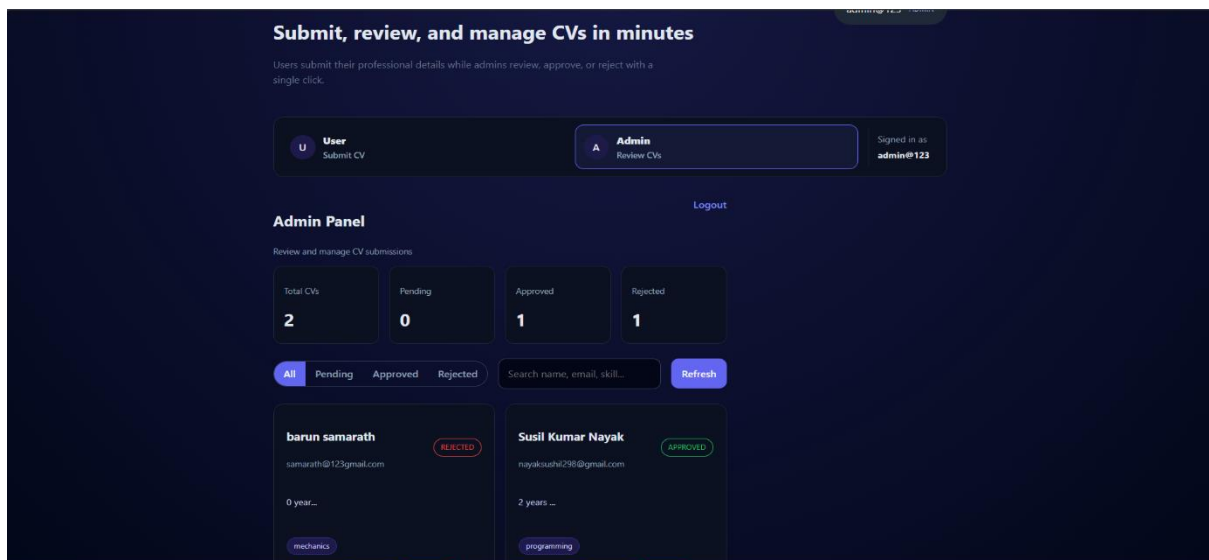 admin@123 Admin
Submit, review, and manage CVs in minutes
Users submit their professional details while admins review, approve, or reject with a
single click.
U
User
Submit CV
A
Admin
Review CVs
Signed in as
admin@123
Logout
Admin Panel
Review and manage CV submissions
Total CVs
2
Pending
0
Approved
1
Rejected
1
All
Pending
Approved
Rejected
Search name, email, skill...
Refresh
barun samarath
REJECTED
samarath@123gmail.com
0 year...
mechanics
Susil Kumar Nayak
APPROVED
nayaksushil298@gmail.com
2 years ...
programming